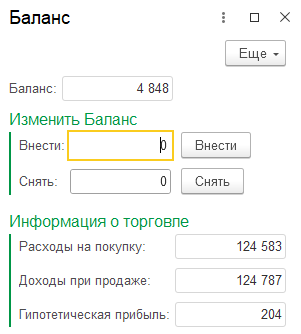 Баланс
Еще
Баланс: 4 848
Изменить Баланс
Внести: 0 Внести
Снять: 0 Снять
Информация о торговле
Расходы на покупку: 124 583
Доходы при продаже: 124 787
Гипотетическая прибыль: 204